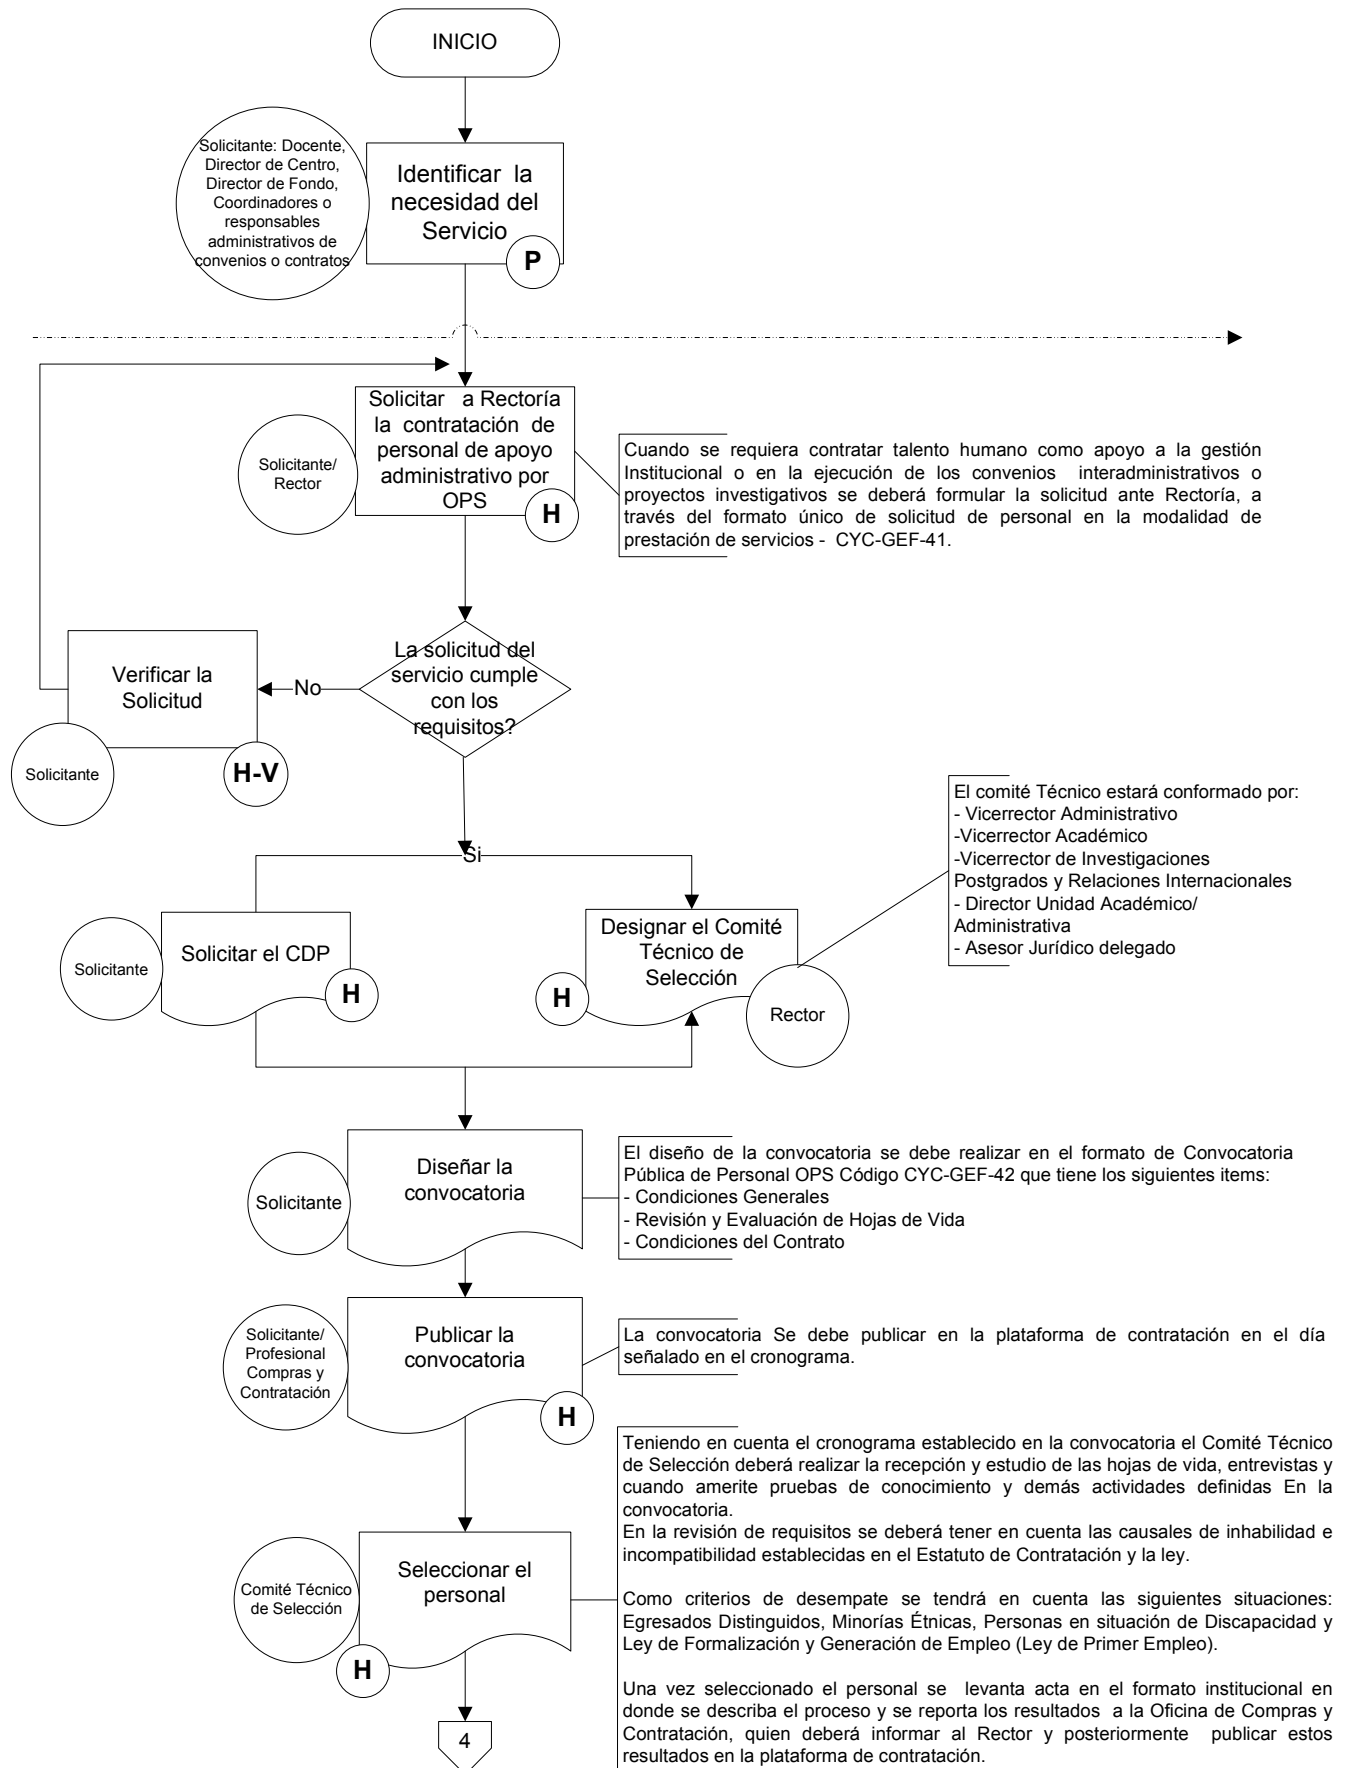 INICIO
Solicitante: Docente,
Director de Centro,
Director de Fondo,
Coordinadores o
responsables
administrativos de
convenios o contratos
Identificar la
necesidad del
Servicio
P
Solicitar a Rectoría
la contratación de
personal de apoyo
administrativo por
OPS
H
Solicitante/
Rector
Cuando se requiera contratar talento humano como apoyo a la gestión
Institucional o en la ejecución de los convenios interadministrativos o
proyectos investigativos se deberá formular la solicitud ante Rectoría, a
través del formato único de solicitud de personal en la modalidad de
prestación de servicios - CYC-GEF-41.
La solicitud del
servicio cumple
con los
requisitos?
No
Verificar la
Solicitud
Solicitante
H-V
Si
El comité Técnico estará conformado por:
- Vicerrector Administrativo
-Vicerrector Académico
-Vicerrector de Investigaciones
Postgrados y Relaciones Internacionales
- Director Unidad Académico/
Administrativa
- Asesor Jurídico delegado
Solicitante
Solicitar el CDP
H
Designar el Comité
Técnico de
Selección
H
Rector
Solicitante
Diseñar la
convocatoria
El diseño de la convocatoria se debe realizar en el formato de Convocatoria
Pública de Personal OPS Código CYC-GEF-42 que tiene los siguientes items:
- Condiciones Generales
- Revisión y Evaluación de Hojas de Vida
- Condiciones del Contrato
Solicitante/
Profesional
Compras y
Contratación
Publicar la
convocatoria
H
La convocatoria Se debe publicar en la plataforma de contratación en el día
señalado en el cronograma.
Comité Técnico
de Selección
Seleccionar el
personal
H
Teniendo en cuenta el cronograma establecido en la convocatoria el Comité Técnico
de Selección deberá realizar la recepción y estudio de las hojas de vida, entrevistas y
cuando amerite pruebas de conocimiento y demás actividades definidas En la
convocatoria.
En la revisión de requisitos se deberá tener en cuenta las causales de inhabilidad e
incompatibilidad establecidas en el Estatuto de Contratación y la ley.
Como criterios de desempate se tendrá en cuenta las siguientes situaciones:
Egresados Distinguidos, Minorías Étnicas, Personas en situación de Discapacidad y
Ley de Formalización y Generación de Empleo (Ley de Primer Empleo).
Una vez seleccionado el personal se levanta acta en el formato institucional en
donde se describa el proceso y se reporta los resultados a la Oficina de Compras y
Contratación, quien deberá informar al Rector y posteriormente publicar estos
resultados en la plataforma de contratación.
4